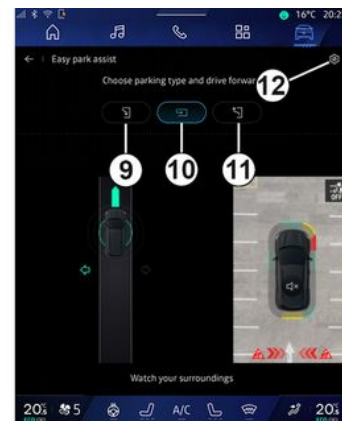 16°C 20:2
Easy park assist
Choose parking type and drive forwar
12
9
10
11
OFF
Watch your surroundings
20
5
A/C
20